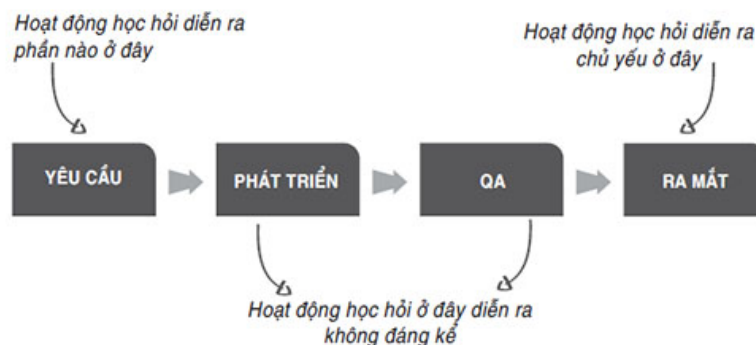 Hoạt động học hỏi diễn ra
phần nào ở đây
Hoạt động học hỏi diễn ra
chủ yếu ở đây
YÊU CẦU
PHÁT TRIỂN
QA
RA MẮT
Hoạt động học hỏi ở đây diễn ra
không đáng kể